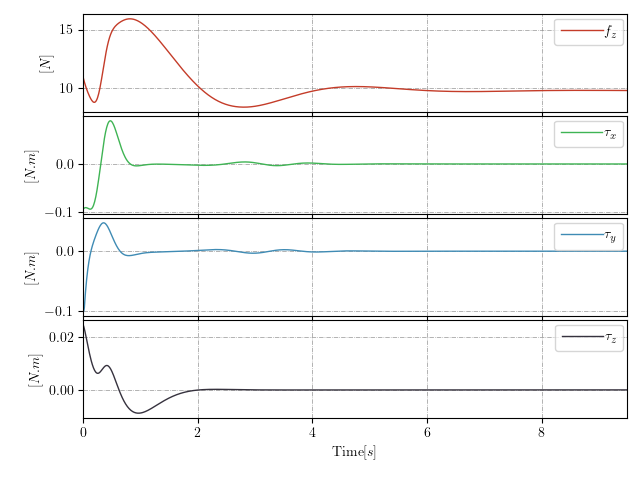 15
10
[N]
f_z
0.0
−0.1
[N.m]
τ_x
0.0
−0.1
[N.m]
τ_y
0.02
0.00
[N.m]
τ_z
0 2 4 6 8
Time[s]